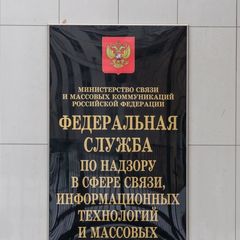 МИНИСТЕРСТВО СВЯЗИ
И МАССОВЫХ КОММУНИКАЦИЙ
РОССИЙСКОЙ ФЕДЕРАЦИИ
ФЕДЕРАЛЬНАЯ
СЛУЖБА
ПО НАДЗОРУ
В СФЕРЕ СВЯЗИ,
ИНФОРМАЦИОННЫХ
ТЕХНОЛОГИЙ
И МАССОВЫХ